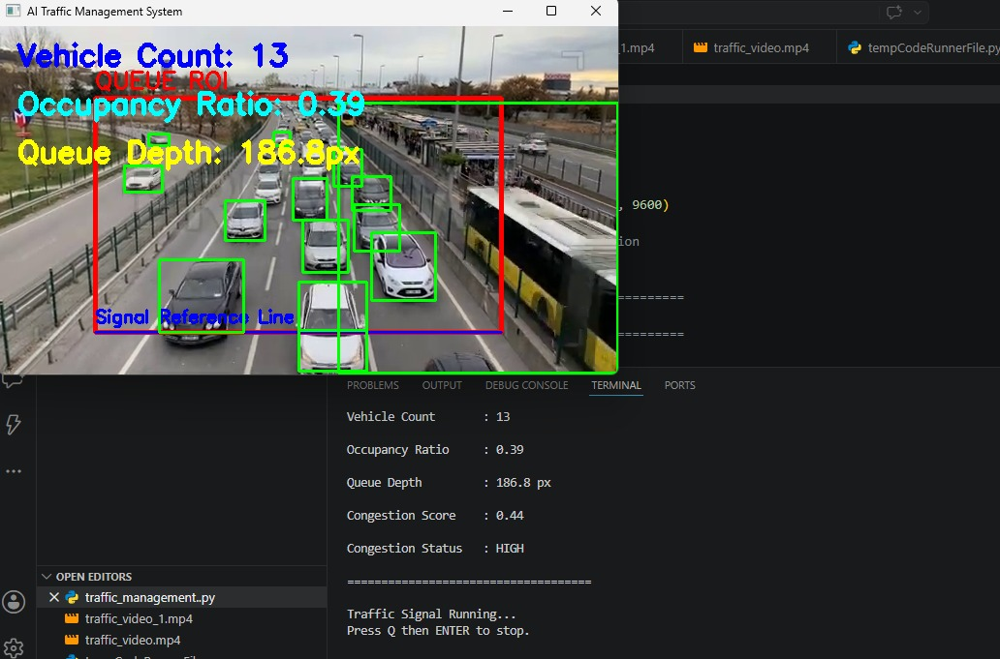 AI Traffic Management System
Vehicle Count: 13
QUEUE ROI
Occupancy Ratio: 0.39
Queue Depth: 186.8px
Signal Reference Line
_1.mp4
traffic_video.mp4
tempCodeRunnerFile.py
, 9600)
ion
=========
=========
PROBLEMS
OUTPUT
DEBUG CONSOLE
TERMINAL
PORTS
Vehicle Count : 13
Occupancy Ratio : 0.39
Queue Depth : 186.8 px
Congestion Score : 0.44
Congestion Status : HIGH
===================================
Traffic Signal Running...
Press Q then ENTER to stop.
OPEN EDITORS
traffic_management..py
traffic_video_1.mp4
traffic_video.mp4